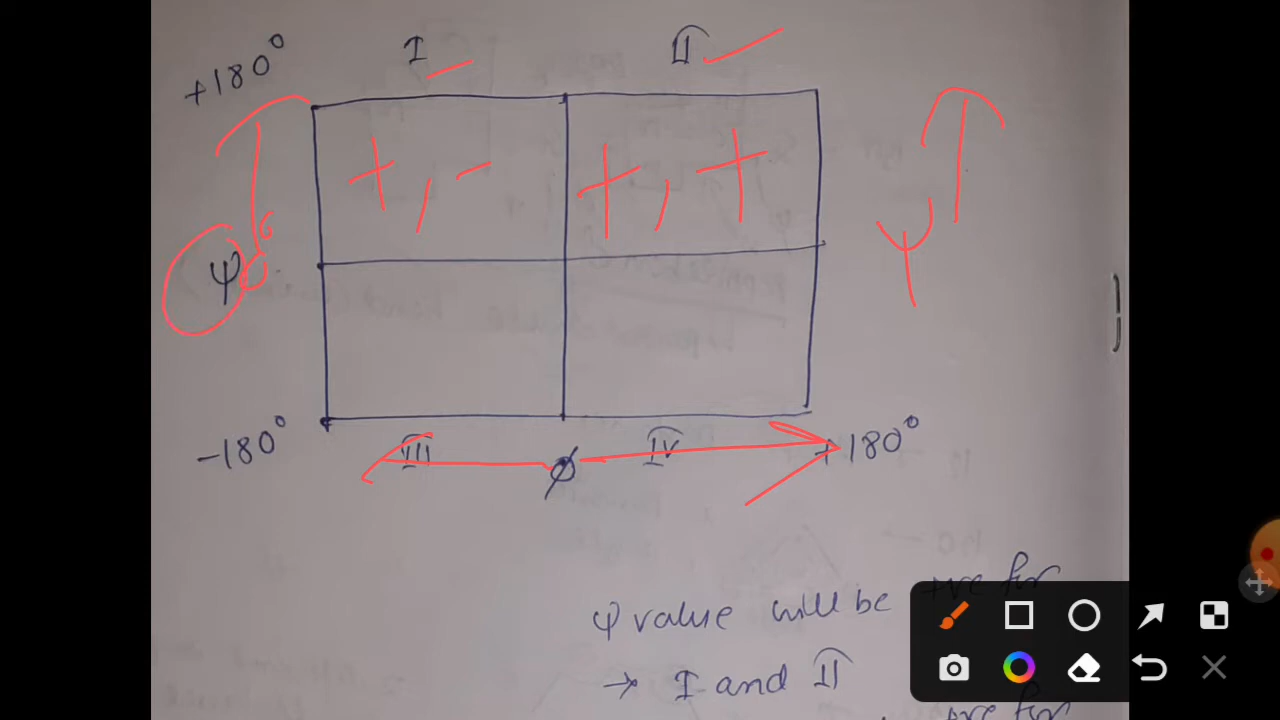 I II
+180°
+, - +, +
ψ ψ
-180° III φ IV +180°
ψ value will be +ve for
→ I and II